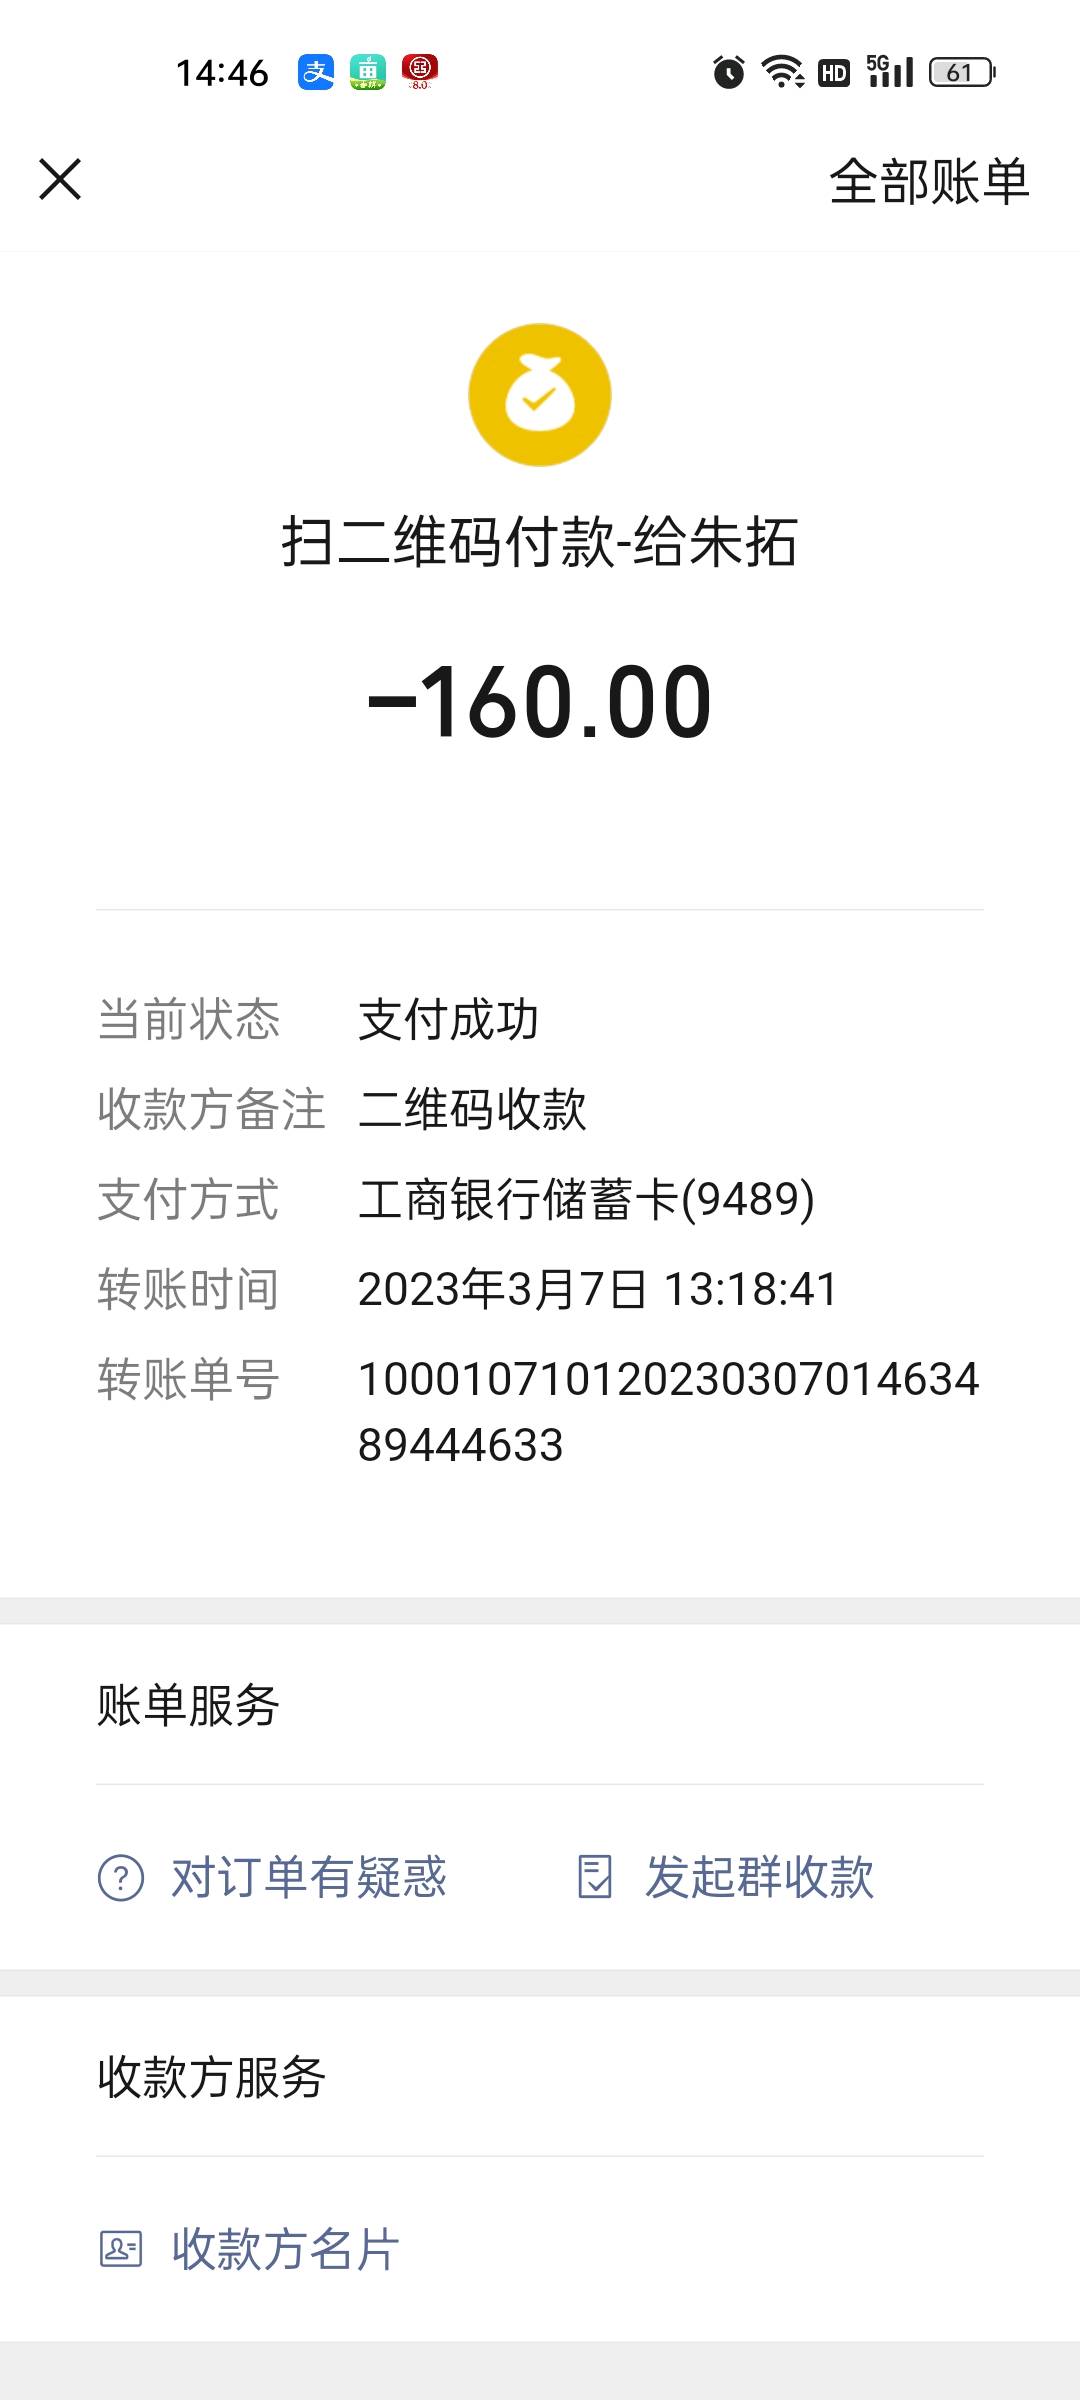 14:46
HD 5G 61
全部账单
扫二维码付款-给朱拓
-160.00
当前状态 支付成功
收款方备注 二维码收款
支付方式 工商银行储蓄卡(9489)
转账时间 2023年3月7日 13:18:41
转账单号 100010710120230307014634
89444633
账单服务
对订单有疑惑 发起群收款
收款方服务
收款方名片